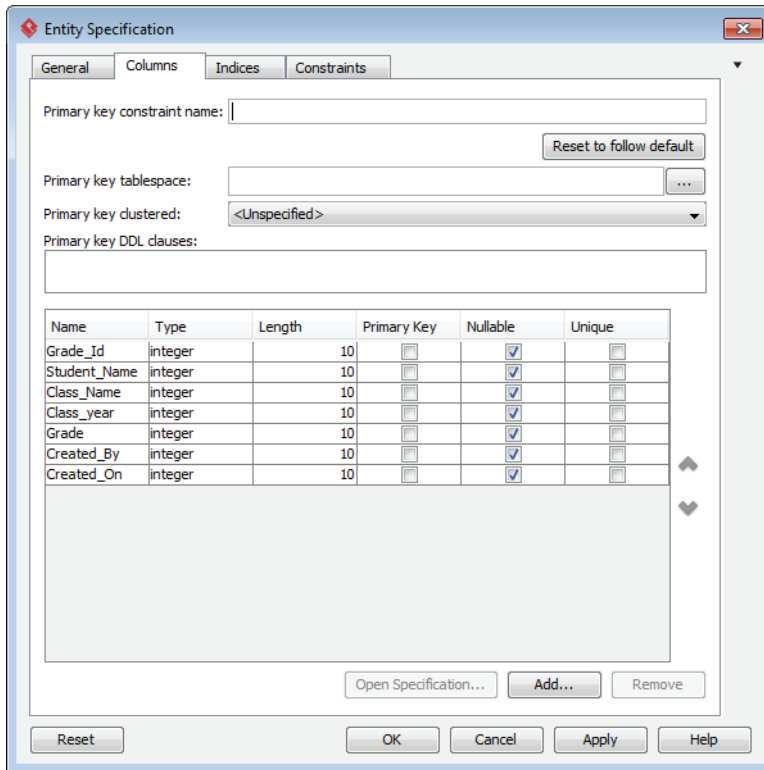 Entity Specification
General Columns Indices Constraints
Primary key constraint name:
Reset to follow default
Primary key tablespace:
...
Primary key clustered: <Unspecified>
Primary key DDL clauses:
Name Type Length Primary Key Nullable Unique
Grade_Id integer 10
Student_Name integer 10
Class_Name integer 10
Class_year integer 10
Grade integer 10
Created_By integer 10
Created_On integer 10
Open Specification... Add... Remove
Reset OK Cancel Apply Help